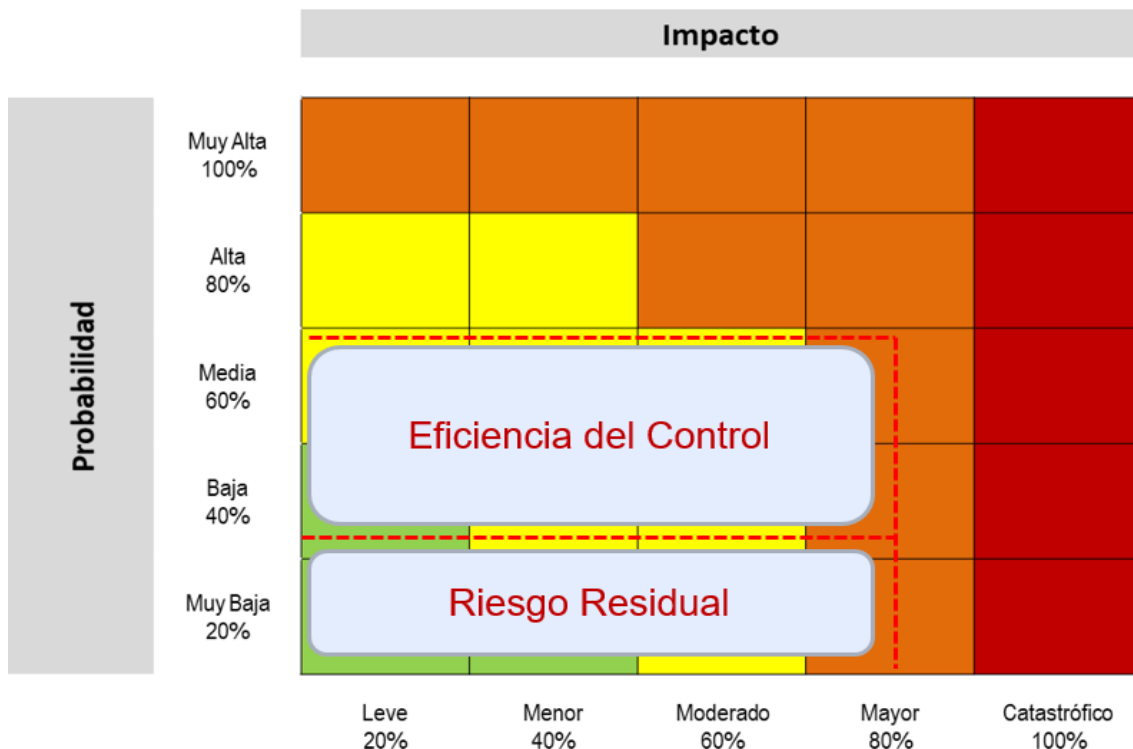 Impacto
Probabilidad
Muy Alta
100%
Alta
80%
Media
60%
Eficiencia del Control
Baja
40%
Muy Baja
20%
Riesgo Residual
Leve
20%
Menor
40%
Moderado
60%
Mayor
80%
Catastrófico
100%